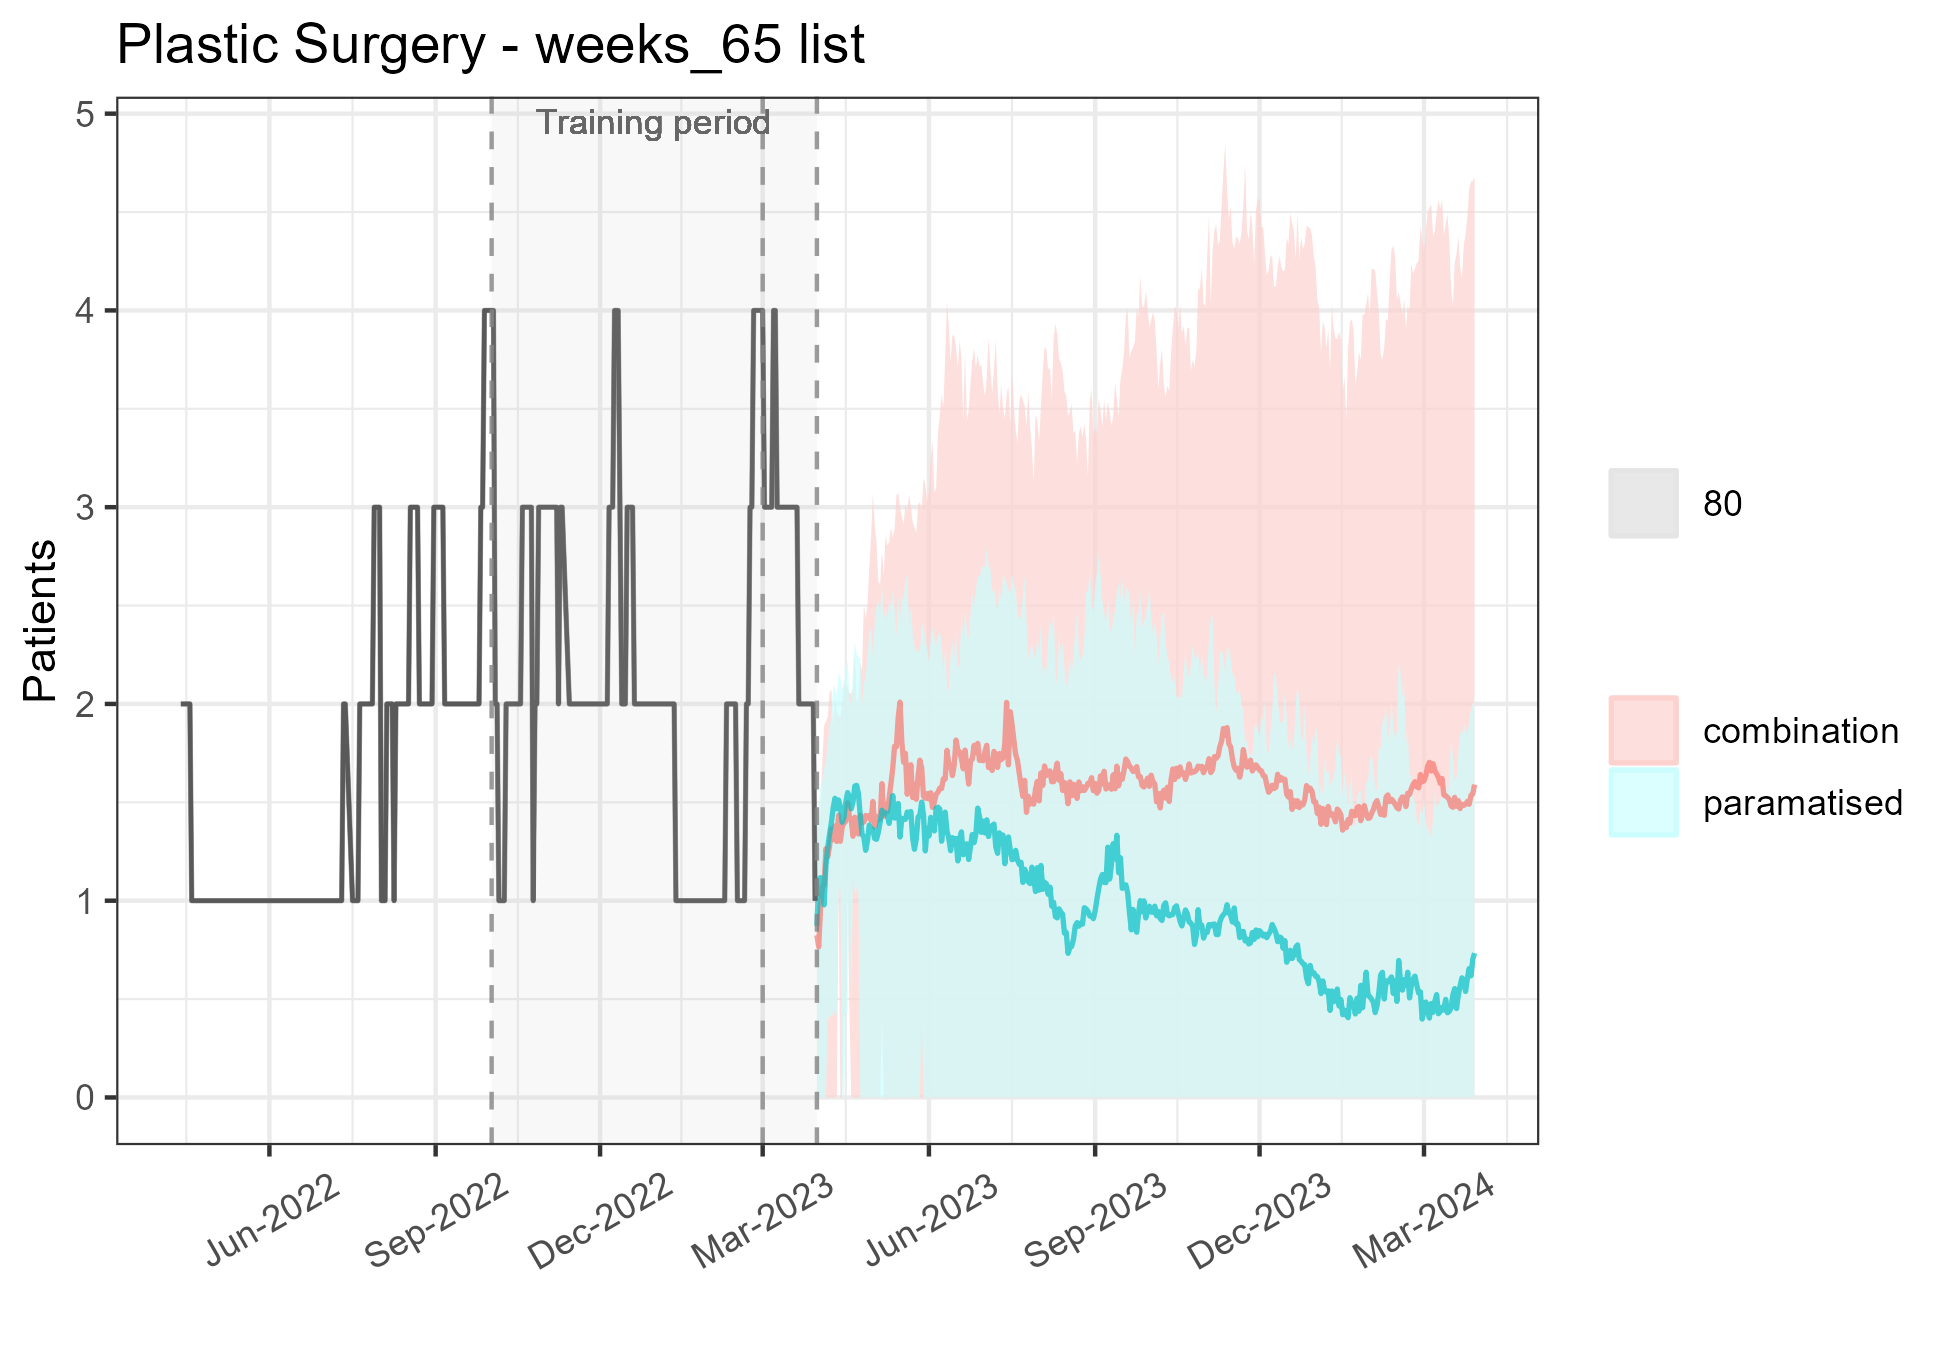 Plastic Surgery - weeks_65 list
Patients
5
4
3
2
1
0
Training period
Jun-2022
Sep-2022
Dec-2022
Mar-2023
Jun-2023
Sep-2023
Dec-2023
Mar-2024
80
combination
paramatised